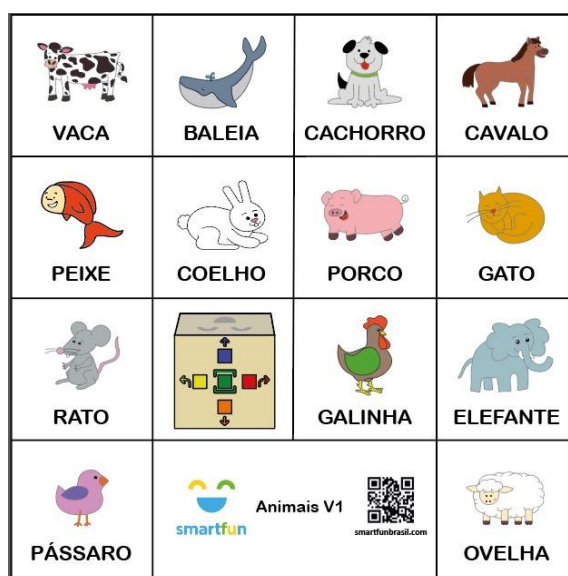 VACA
BALEIA
CACHORRO
CAVALO
PEIXE
COELHO
PORCO
GATO
RATO
GALINHA
ELEFANTE
PÁSSARO
smartfun
Animais V1
smartfunbrasil.com
OVELHA